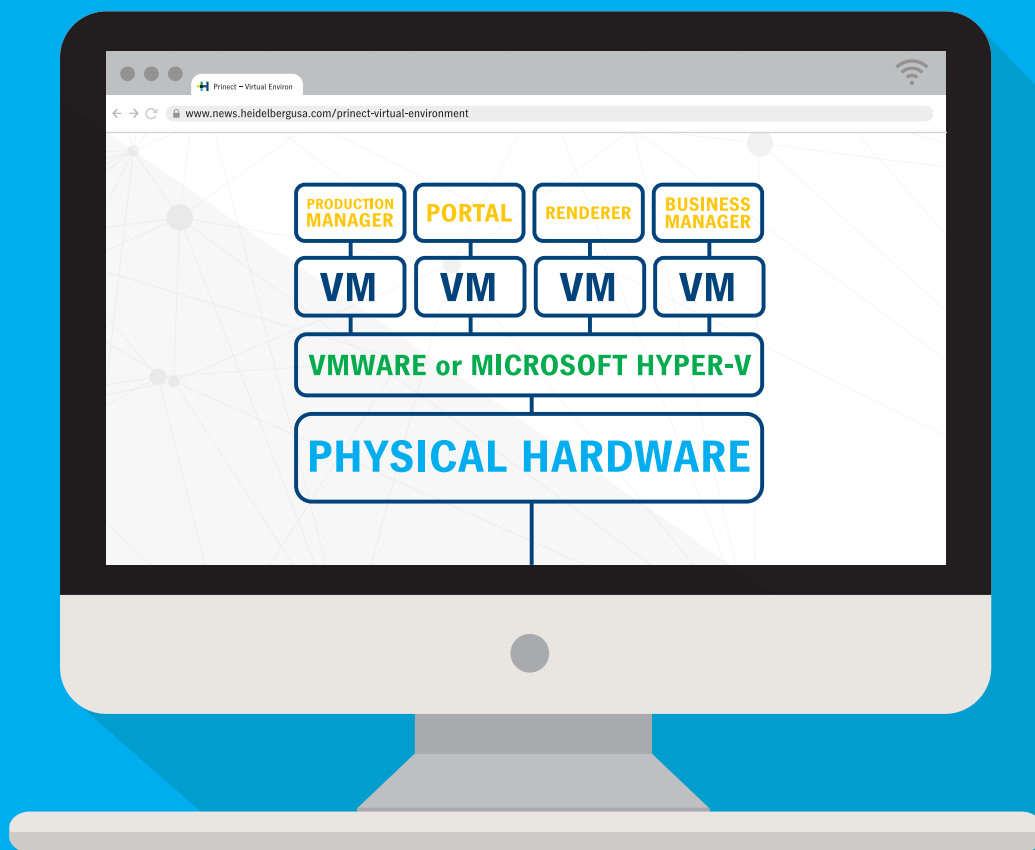 Prinect – Virtual Environ
www.news.heidelbergusa.com/prinect-virtual-environment
PRODUCTION
MANAGER
PORTAL
RENDERER
BUSINESS
MANAGER
VM
VM
VM
VM
VMWARE or MICROSOFT HYPER-V
PHYSICAL HARDWARE